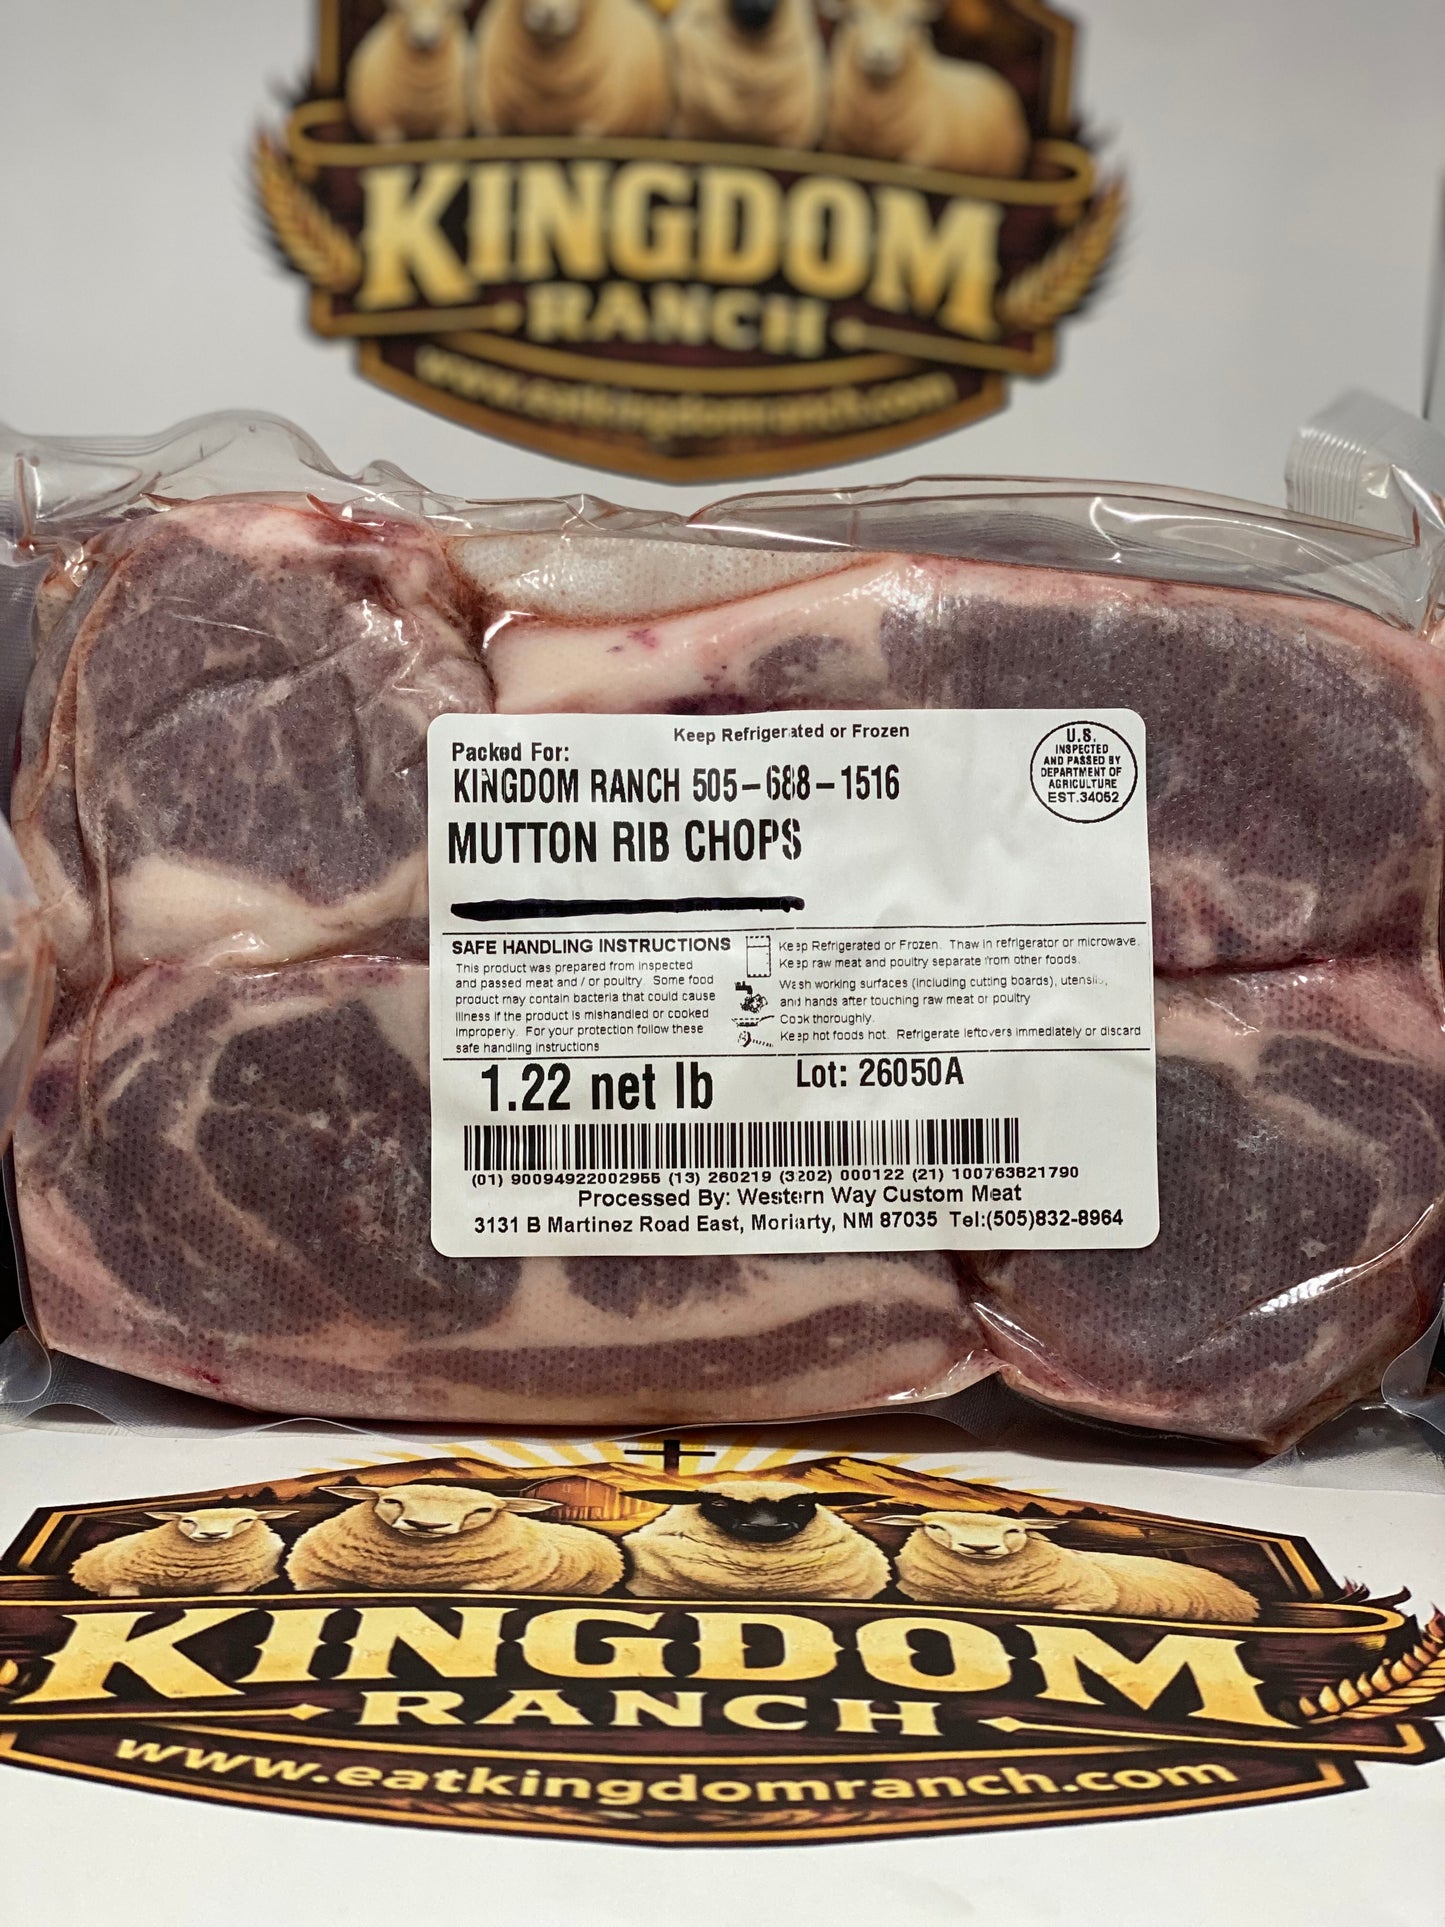 KINGDOM
RANCH
www.eatkingdomranch.com
Keep Refrigerated or Frozen
Packed For:
KINGDOM RANCH 505-688-1516
MUTTON RIB CHOPS
U.S.
INSPECTED
AND PASSED BY
DEPARTMENT OF
AGRICULTURE
EST.34052
SAFE HANDLING INSTRUCTIONS
This product was prepared from inspected
and passed meat and / or poultry. Some food
product may contain bacteria that could cause
illness if the product is mishandled or cooked
improperly. For your protection follow these
safe handling instructions
Keep Refrigerated or Frozen. Thaw in refrigerator or microwave.
Keep raw meat and poultry separate from other foods.
Wash working surfaces (including cutting boards), utensils,
and hands after touching raw meat or poultry
Cook thoroughly.
Keep hot foods hot. Refrigerate leftovers immediately or discard
1.22 net lb
Lot: 26050A
(01) 90094922002955 (13) 260219 (3202) 000122 (21) 100763821790
Processed By: Western Way Custom Meat
3131 B Martinez Road East, Moriarty, NM 87035 Tel:(505)832-8964
KINGDOM
RANCH
www.eatkingdomranch.com